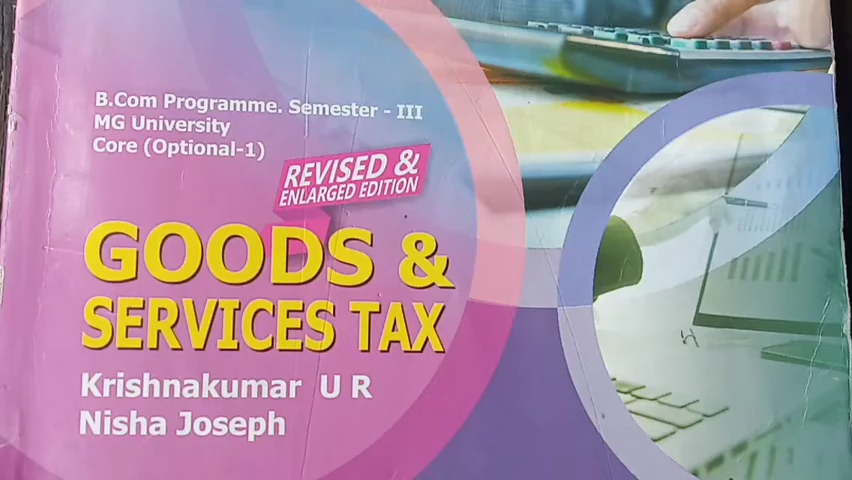 B.Com Programme. Semester - III
MG University
Core (Optional-1)
REVISED &
ENLARGED EDITION
GOODS &
SERVICES TAX
Krishnakumar U R
Nisha Joseph